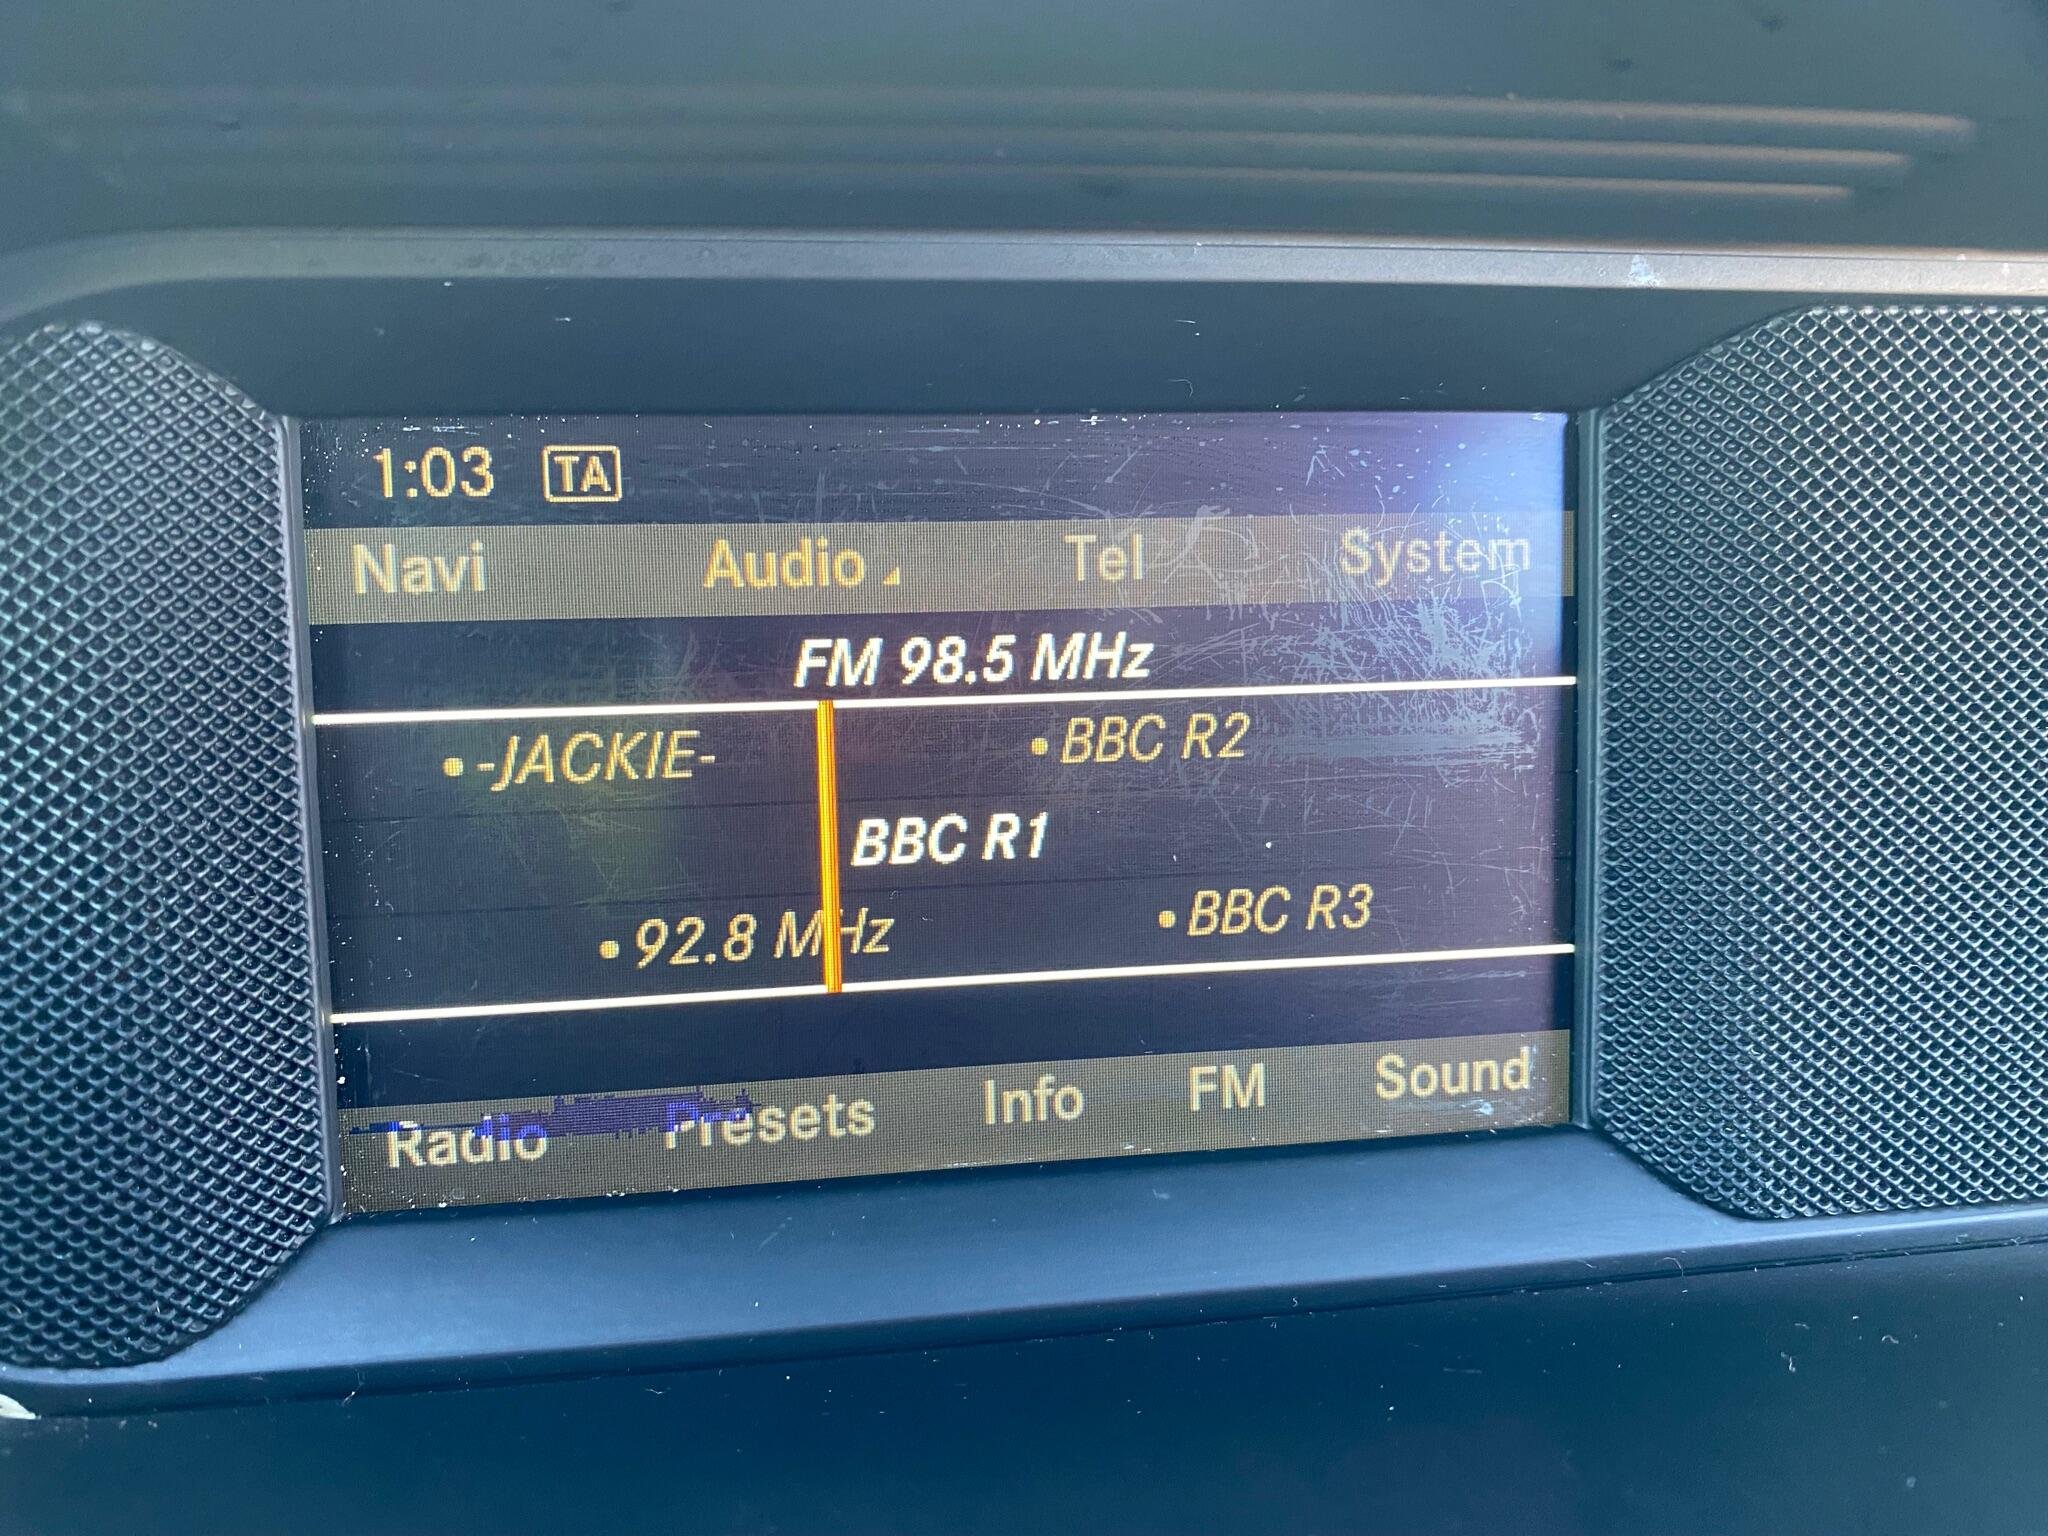 1:03 TA
Navi Audio Tel System
FM 98.5 MHz
•-JACKIE- •BBC R2
BBC R1
•92.8 MHz •BBC R3
Radio Presets Info FM Sound